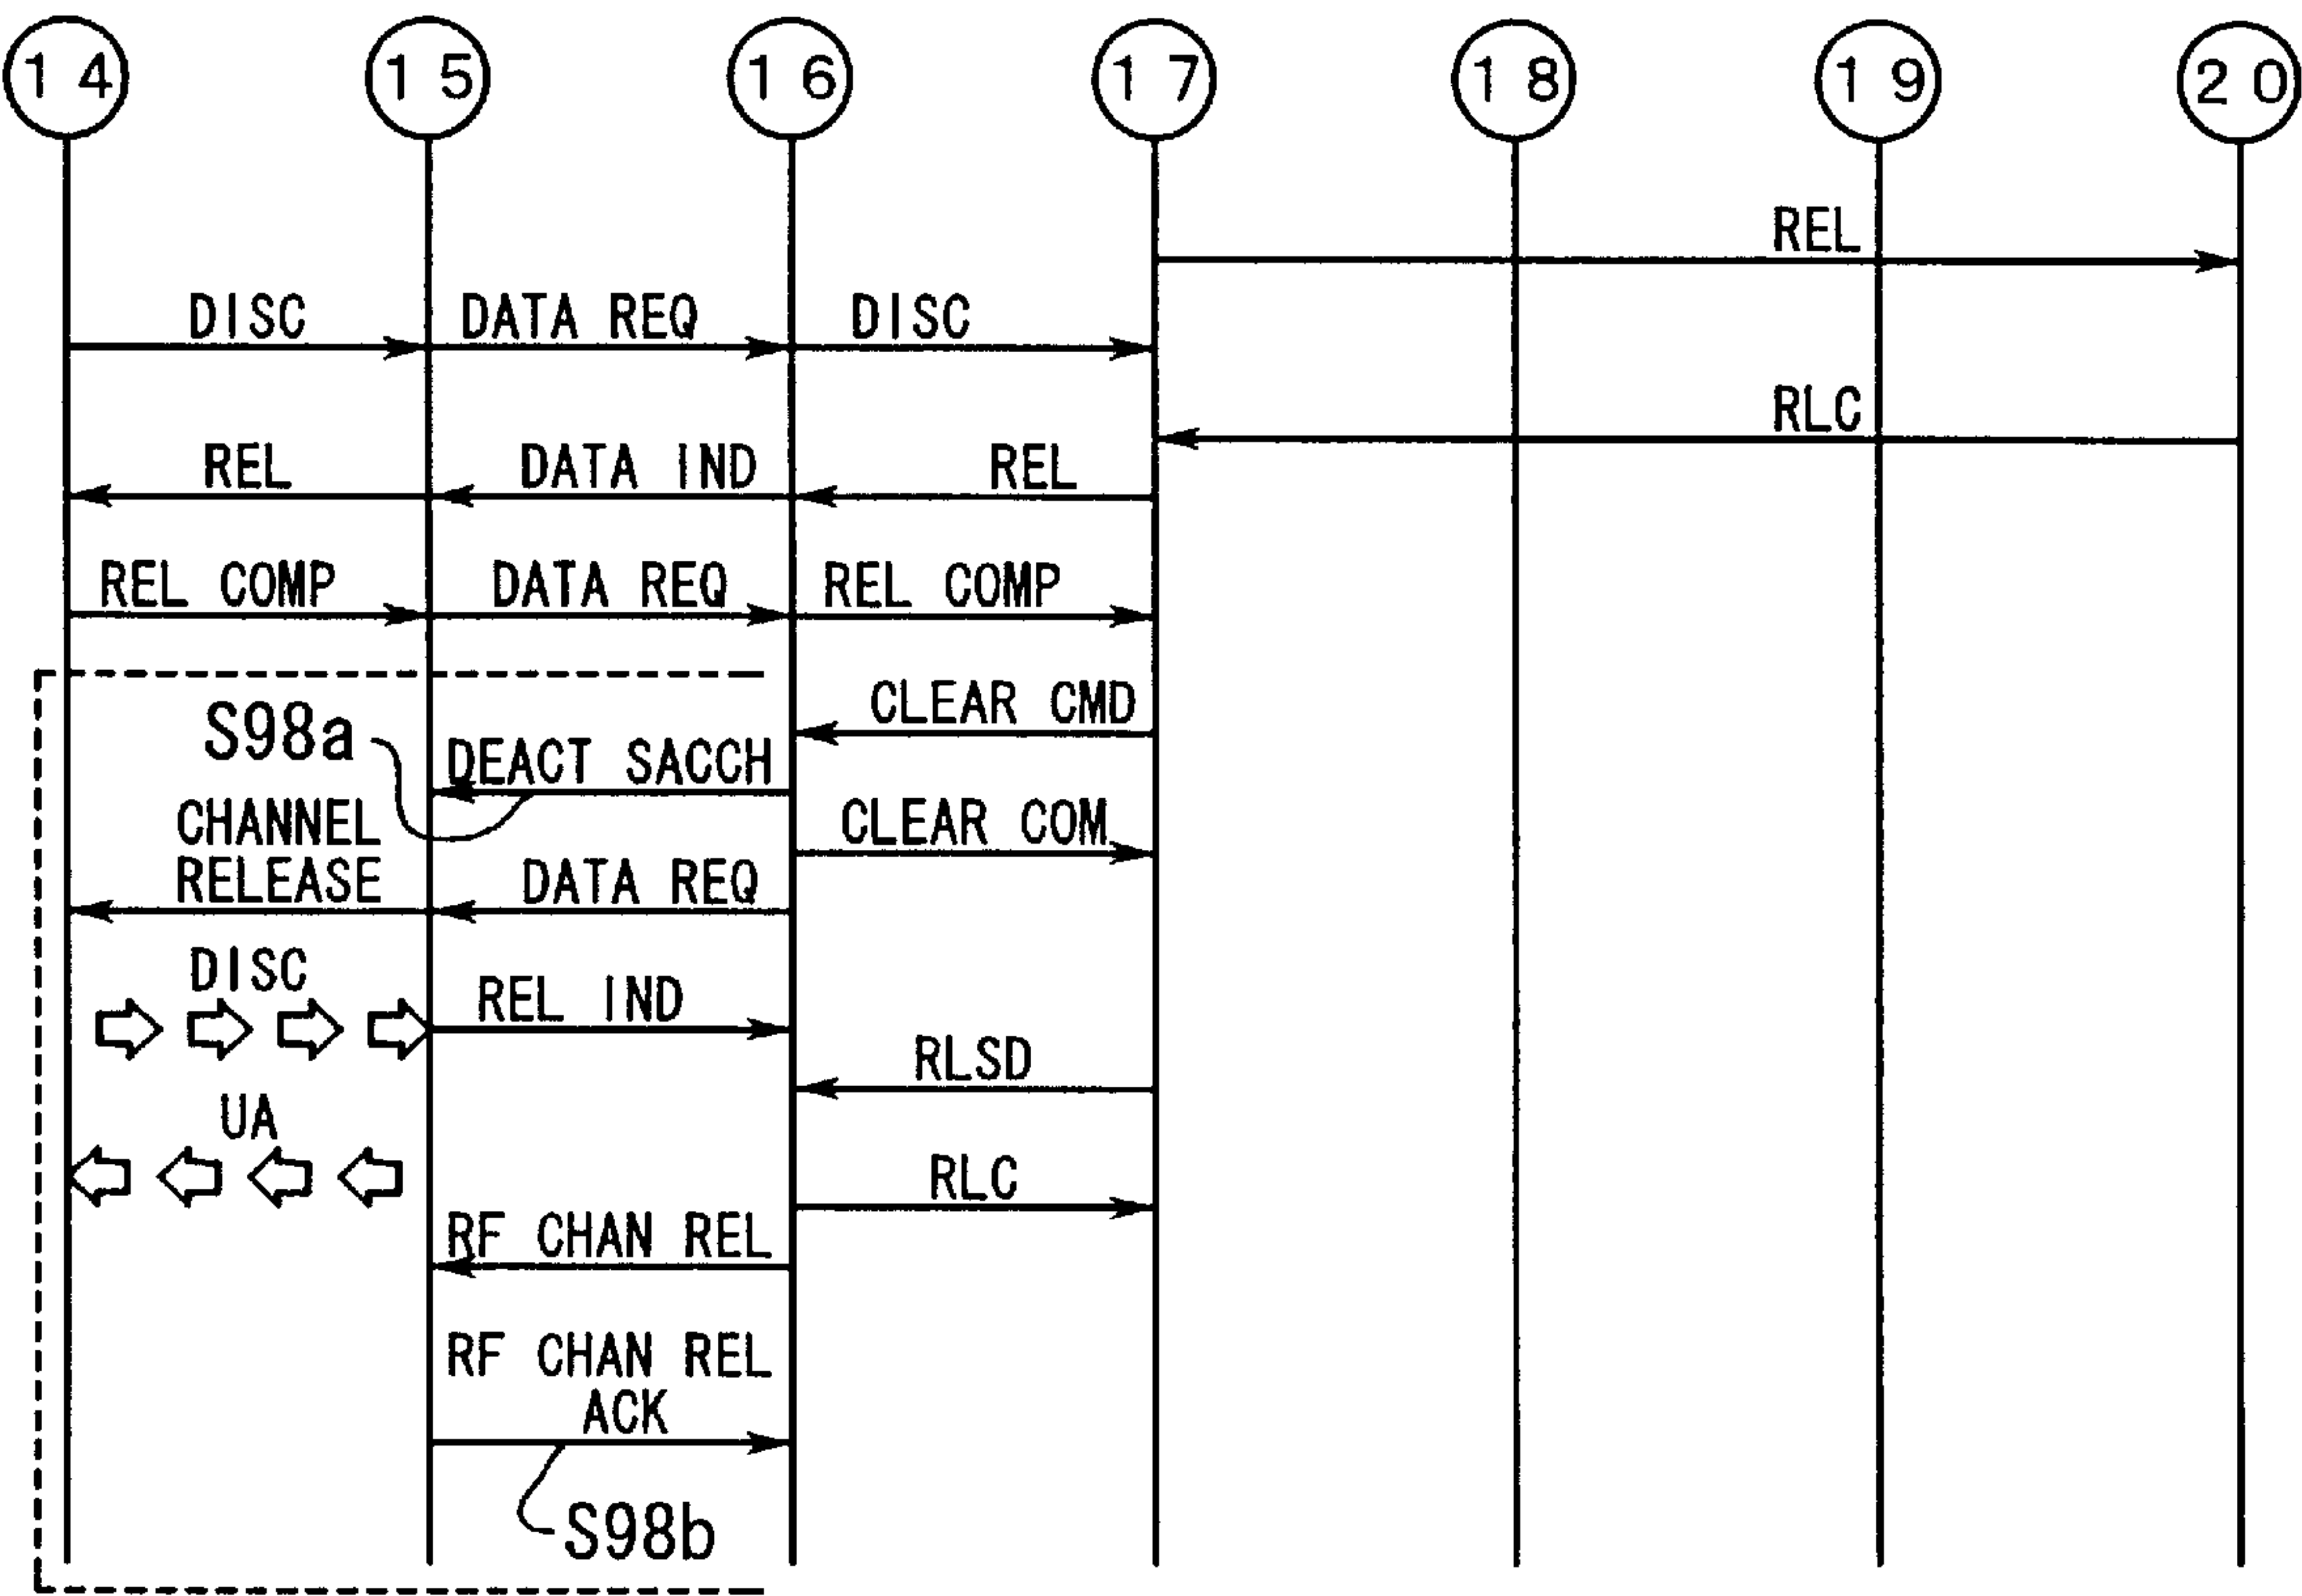 14 15 16 17 18 19 20
REL
DISC DATA REQ DISC
RLC
REL DATA IND REL
REL COMP DATA REQ REL COMP
CLEAR CMD
S98a
DEACT SACCH
CHANNEL
RELEASE
CLEAR COM
DATA REQ
DISC
REL IND
RLSD
UA
RLC
RF CHAN REL
RF CHAN REL
ACK
S98b